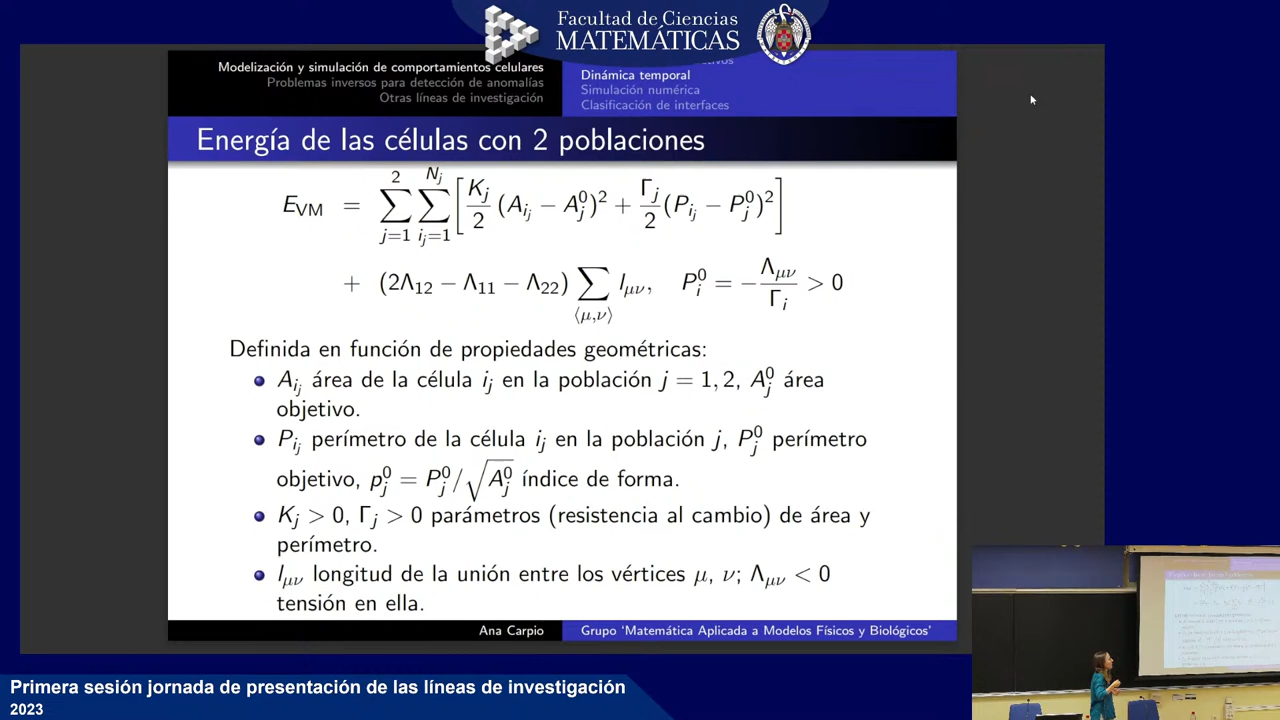 Facultad de Ciencias
MATEMÁTICAS
Modelización y simulación de comportamientos celulares
Problemas inversos para detección de anomalías
Otras líneas de investigación
Dinámica temporal
Simulación numérica
Clasificación de interfaces
Energía de las células con 2 poblaciones
E_VM = ∑_{j=1}^{2} ∑_{i_j=1}^{N_j} [ K_j/2 (A_{i_j} − A_j^0)^2 + Γ_j/2 (P_{i_j} − P_j^0)^2 ]
+ (2Λ_12 − Λ_11 − Λ_22) ∑_{⟨μ,ν⟩} l_{μν}, P_i^0 = −Λ_{μν}/Γ_i > 0
Definida en función de propiedades geométricas:
A_{i_j} área de la célula i_j en la población j = 1, 2, A_j^0 área
objetivo.
P_{i_j} perímetro de la célula i_j en la población j, P_j^0 perímetro
objetivo, p_j^0 = P_j^0/√A_j^0 índice de forma.
K_j > 0, Γ_j > 0 parámetros (resistencia al cambio) de área y
perímetro.
l_{μν} longitud de la unión entre los vértices μ, ν; Λ_{μν} < 0
tensión en ella.
Ana Carpio
Grupo ‘Matemática Aplicada a Modelos Físicos y Biológicos’
Primera sesión jornada de presentación de las líneas de investigación
2023